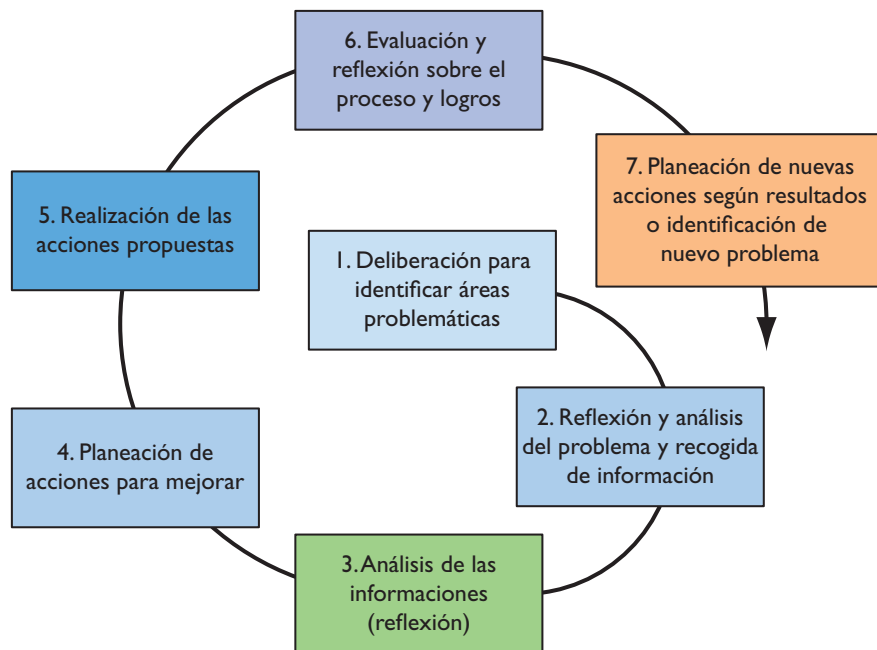 6. Evaluación y
reflexión sobre el
proceso y logros
7. Planeación de nuevas
acciones según resultados
o identificación de
nuevo problema
5. Realización de las
acciones propuestas
1. Deliberación para
identificar áreas
problemáticas
2. Reflexión y análisis
del problema y recogida
de información
4. Planeación de
acciones para mejorar
3. Análisis de las
informaciones
(reflexión)